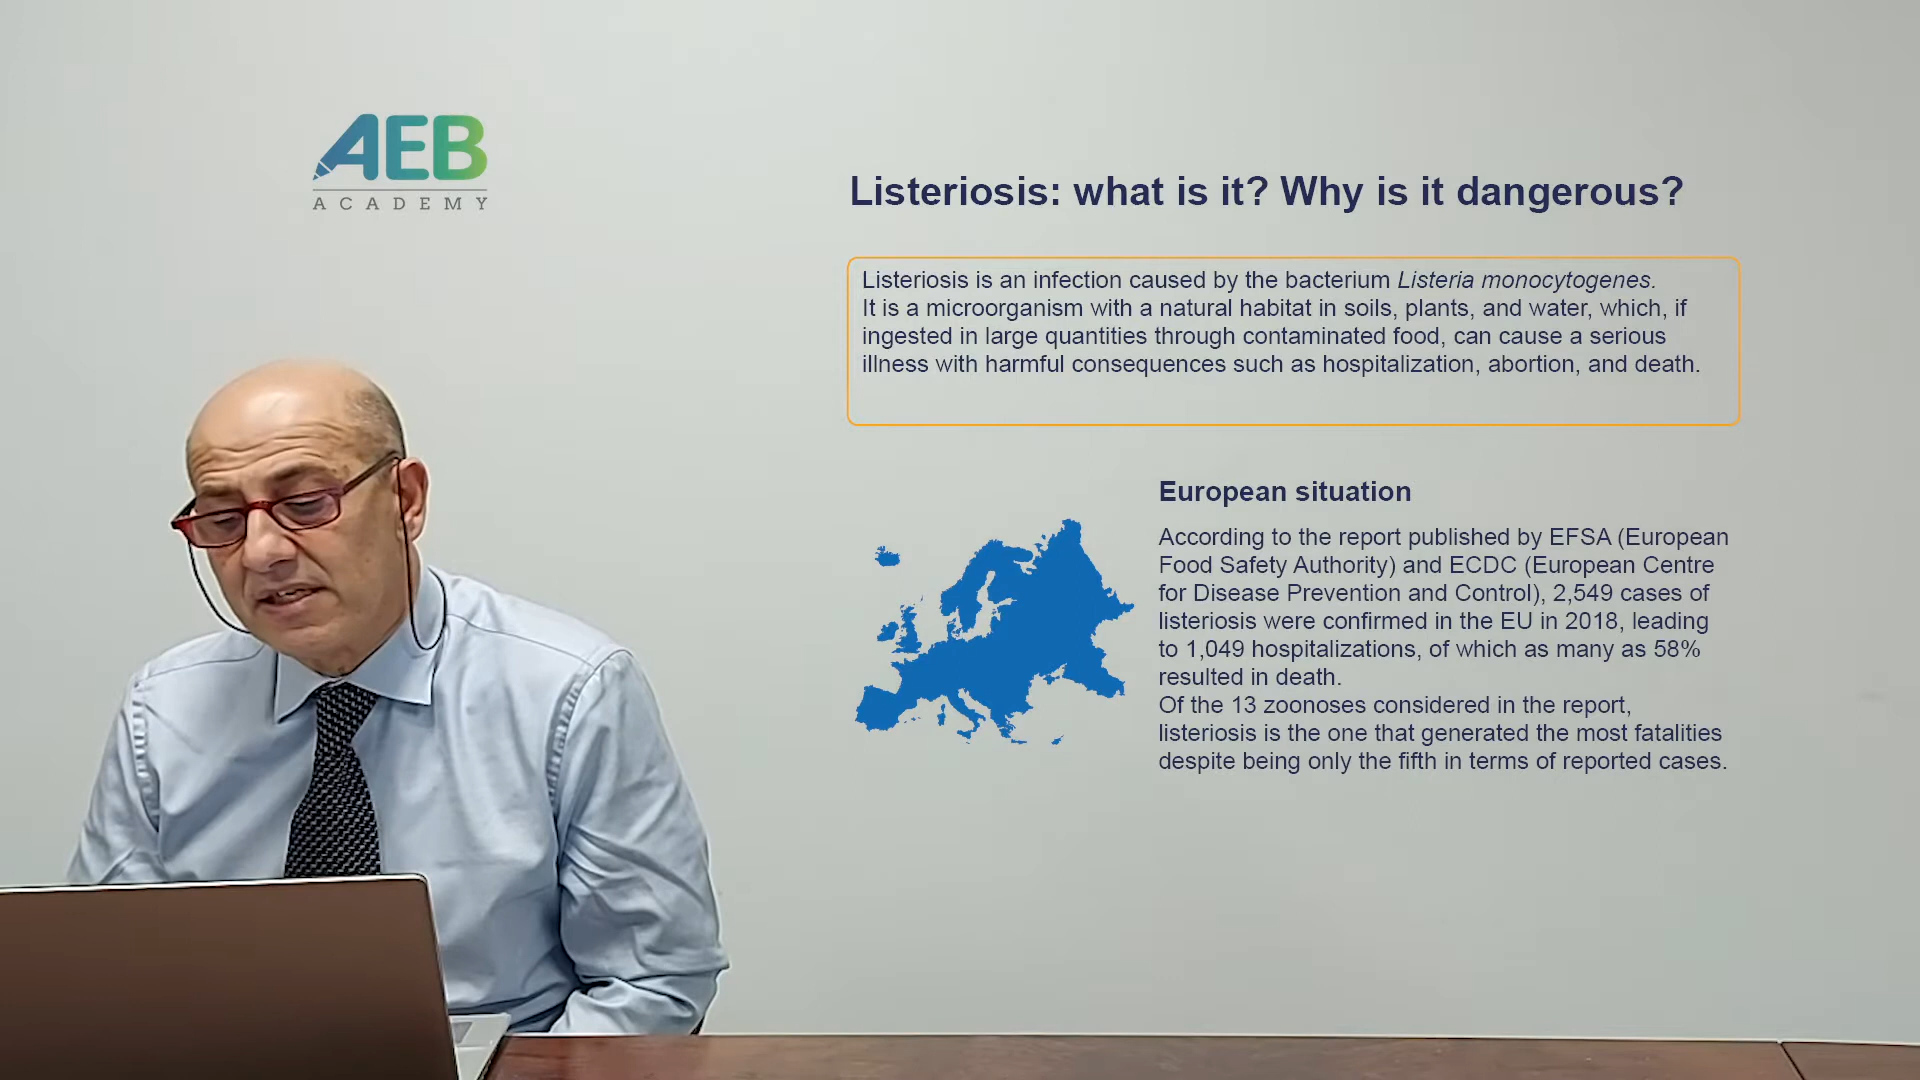 AEB
ACADEMY
Listeriosis: what is it? Why is it dangerous?
Listeriosis is an infection caused by the bacterium Listeria monocytogenes.
It is a microorganism with a natural habitat in soils, plants, and water, which, if
ingested in large quantities through contaminated food, can cause a serious
illness with harmful consequences such as hospitalization, abortion, and death.
European situation
According to the report published by EFSA (European
Food Safety Authority) and ECDC (European Centre
for Disease Prevention and Control), 2,549 cases of
listeriosis were confirmed in the EU in 2018, leading
to 1,049 hospitalizations, of which as many as 58%
resulted in death.
Of the 13 zoonoses considered in the report,
listeriosis is the one that generated the most fatalities
despite being only the fifth in terms of reported cases.